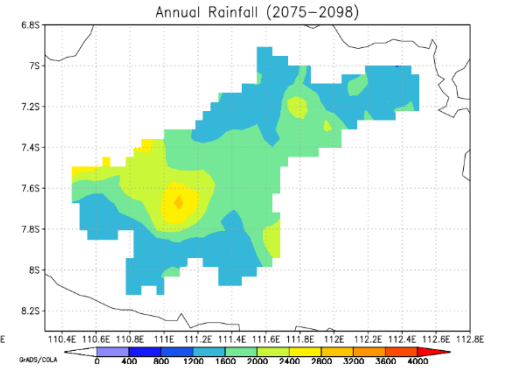 Annual Rainfall (2075-2098)
6.8S
7S
7.2S
7.4S
7.6S
7.8S
8S
8.2S
E 110.4E 110.6E 110.8E 111E 111.2E 111.4E 111.6E 111.8E 112E 112.2E 112.4E 112.6E 112.8E
GrADS/COLA 0 400 800 1200 1600 2000 2400 2800 3200 3600 4000